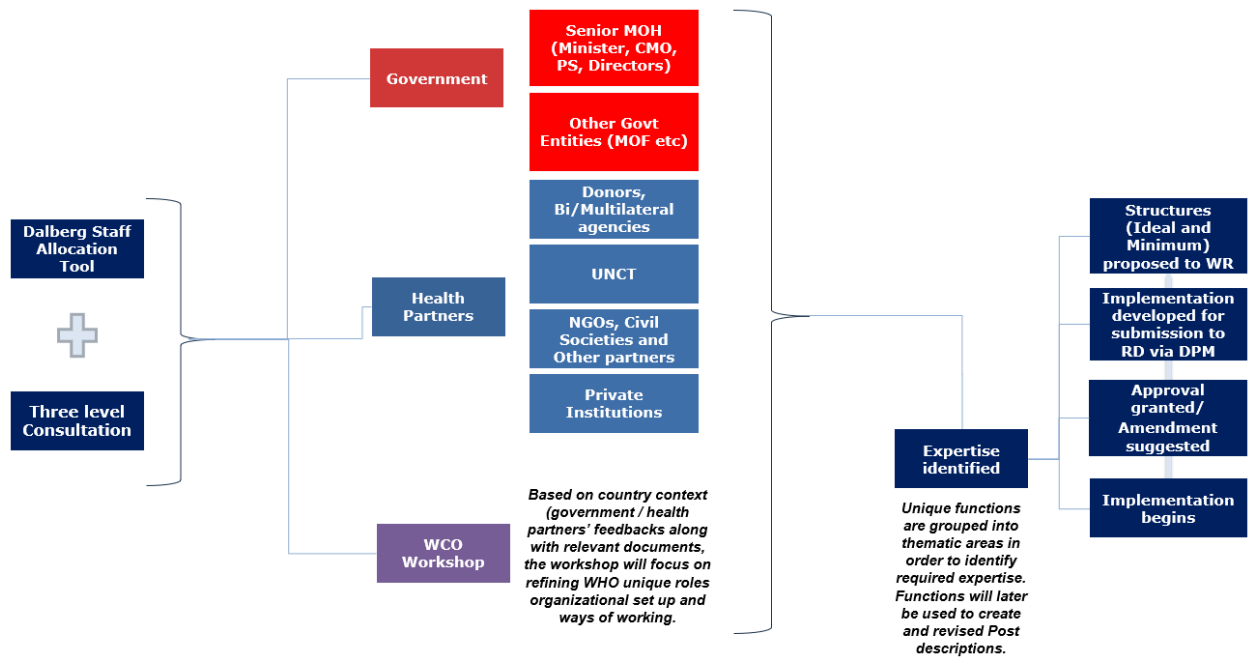 Dalberg Staff
Allocation
Tool
Three level
Consultation
Government
Health
Partners
WCO
Workshop
Senior MOH
(Minister, CMO,
PS, Directors)
Other Govt
Entities (MOF etc)
Donors,
Bi/Multilateral
agencies
UNCT
NGOs, Civil
Societies and
Other partners
Private
Institutions
Based on country context
(government / health
partners’ feedbacks along
with relevant documents,
the workshop will focus on
refining WHO unique roles
organizational set up and
ways of working.
Expertise
identified
Unique functions
are grouped into
thematic areas in
order to identify
required expertise.
Functions will later
be used to create
and revised Post
descriptions.
Structures
(Ideal and
Minimum)
proposed to WR
Implementation
developed for
submission to
RD via DPM
Approval
granted/
Amendment
suggested
Implementation
begins